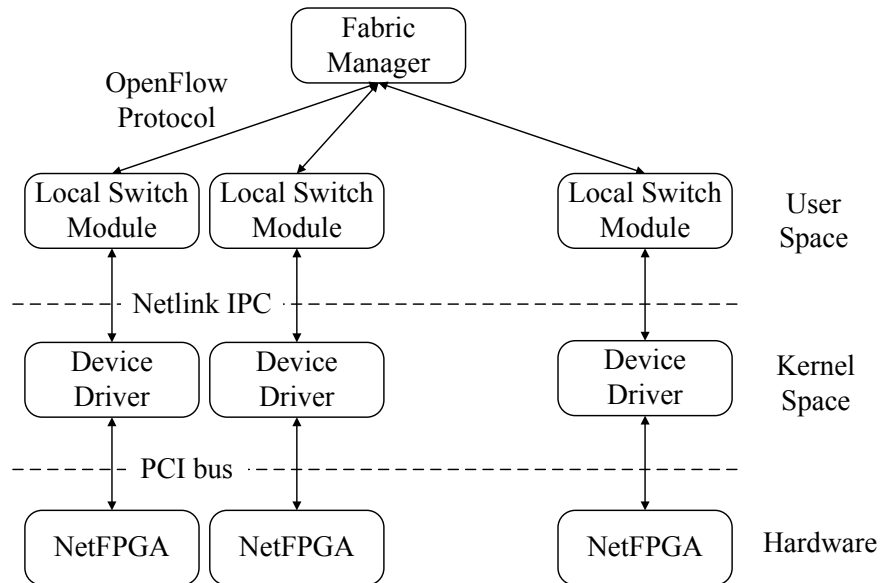 Fabric
Manager
OpenFlow
Protocol
Local Switch
Module
Local Switch
Module
Local Switch
Module
User
Space
Netlink IPC
Device
Driver
Device
Driver
Device
Driver
Kernel
Space
PCI bus
NetFPGA
NetFPGA
NetFPGA
Hardware